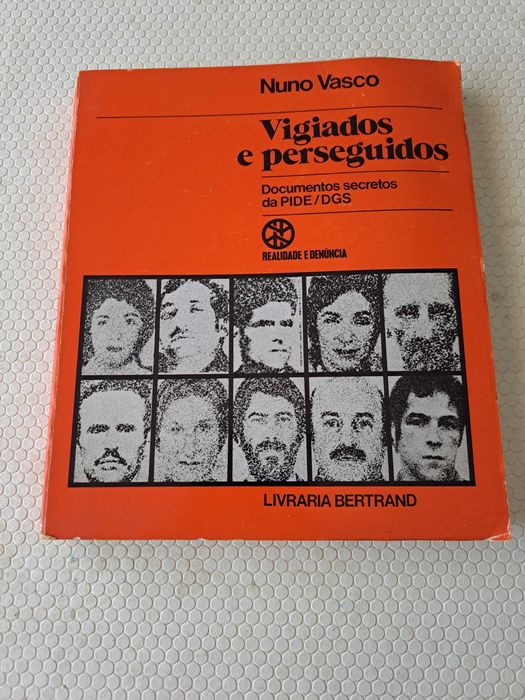 Nuno Vasco
Vigiados
e perseguidos
Documentos secretos
da PIDE/DGS
REALIDADE E DENÚNCIA
LIVRARIA BERTRAND